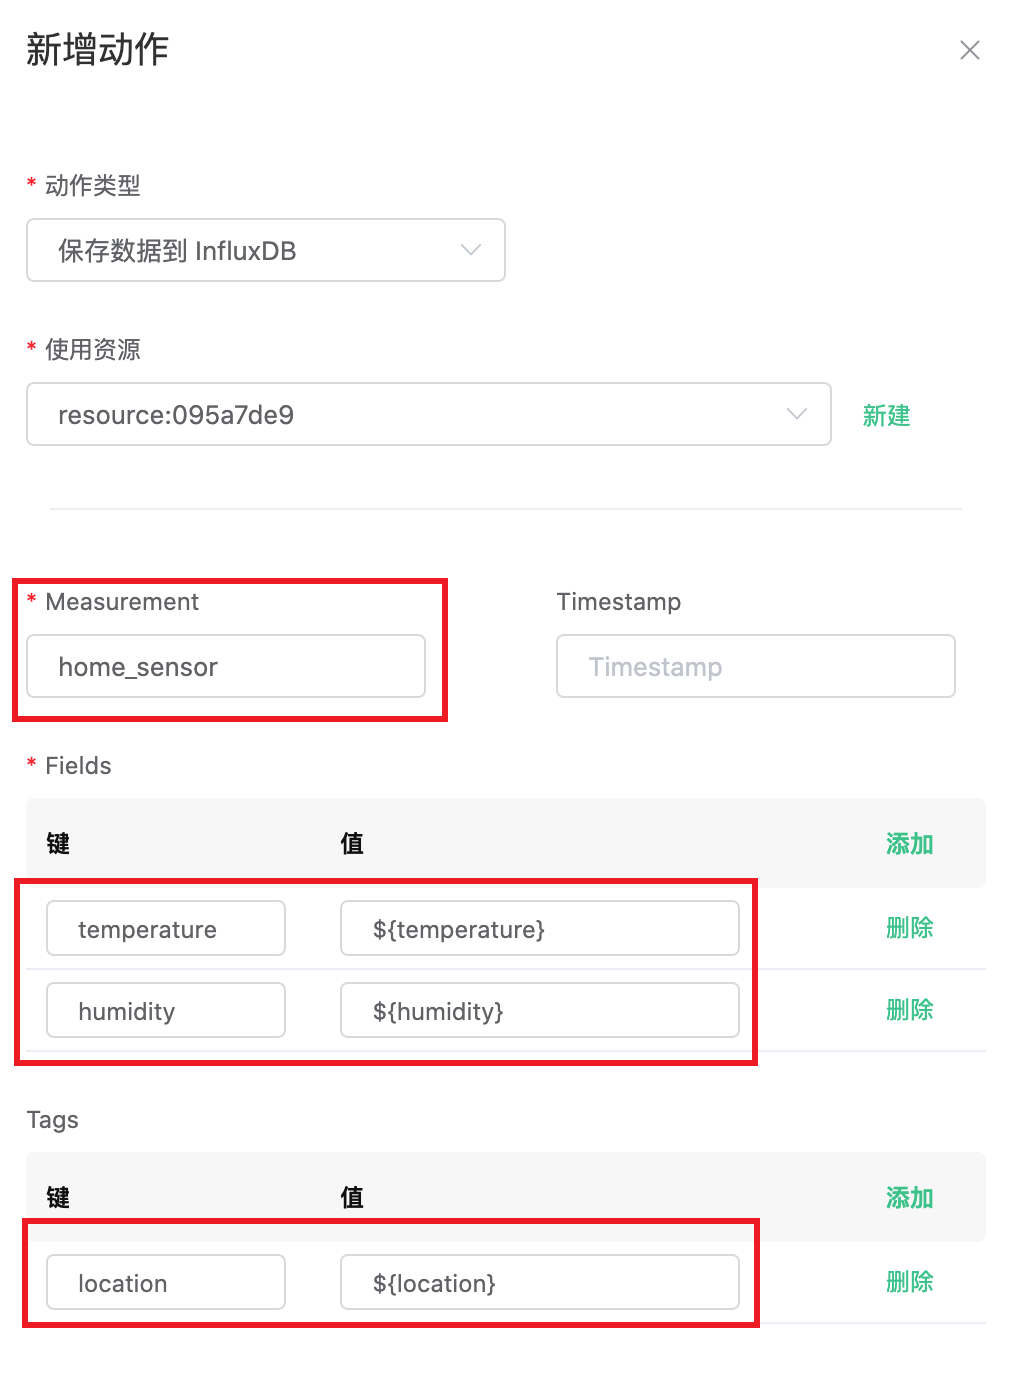 新增动作
* 动作类型
保存数据到 InfluxDB
* 使用资源
resource:095a7de9
新建
* Measurement
Timestamp
home_sensor
Timestamp
* Fields
键 值 添加
temperature ${temperature} 删除
humidity ${humidity} 删除
Tags
键 值 添加
location ${location} 删除